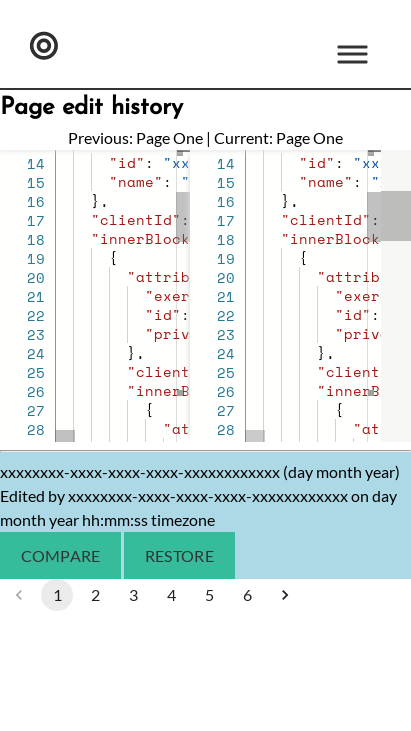 Page edit history
Previous: Page One | Current: Page One
14 "id": "xx 14 "id": "xx
15 "name": " 15 "name": "
16 }, 16 },
17 "clientId": 17 "clientId":
18 "innerBlock 18 "innerBlock
19 { 19 {
20 "attrib 20 "attrib
21 "exer 21 "exer
22 "id": 22 "id":
23 "priv 23 "priv
24 }, 24 },
25 "client 25 "client
26 "innerB 26 "innerB
27 { 27 {
28 "at 28 "at
xxxxxxxx-xxxx-xxxx-xxxx-xxxxxxxxxxxx (day month year)
Edited by xxxxxxxx-xxxx-xxxx-xxxx-xxxxxxxxxxxx on day
month year hh:mm:ss timezone
COMPARE RESTORE
1 2 3 4 5 6